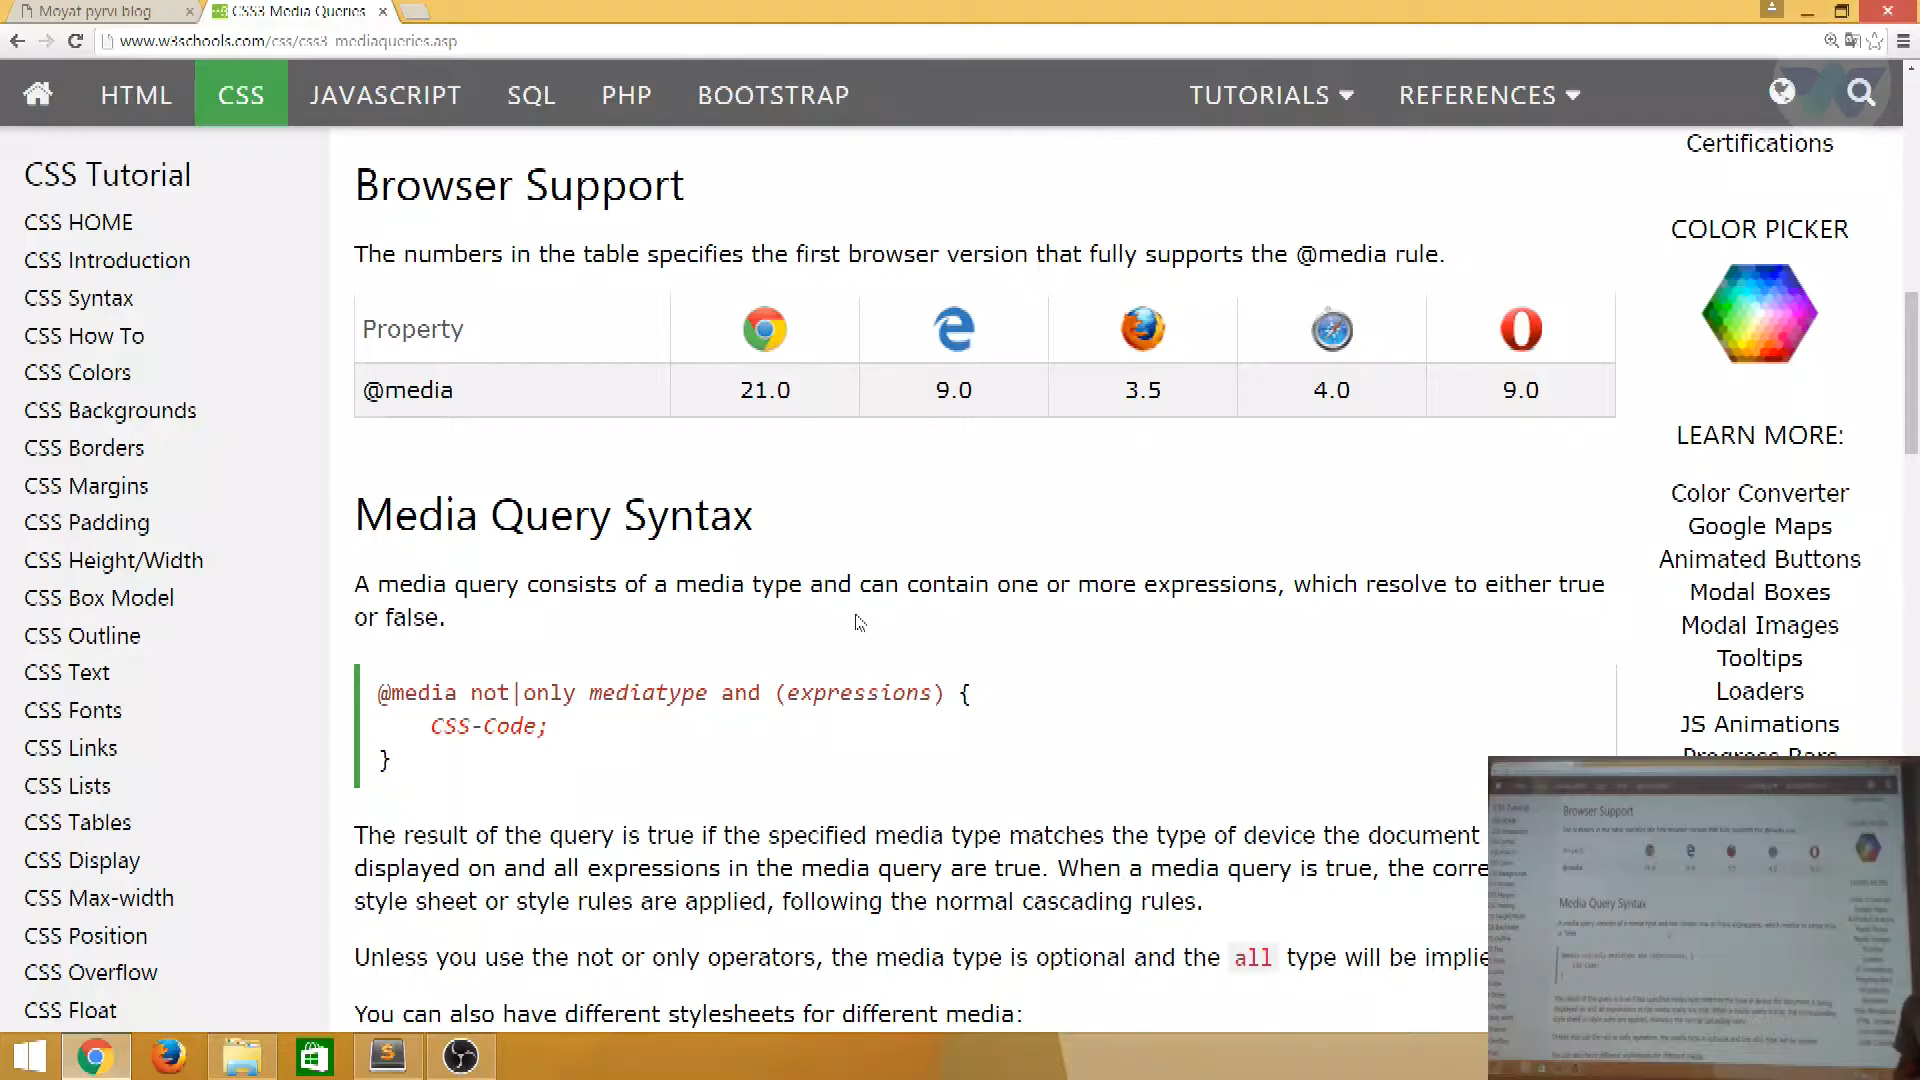 Moyat pyrvi blog
CSS3 Media Queries
www.w3schools.com/css/css3_mediaqueries.asp
HTML
CSS
JAVASCRIPT
SQL
PHP
BOOTSTRAP
TUTORIALS
REFERENCES
CSS Tutorial
CSS HOME
CSS Introduction
CSS Syntax
CSS How To
CSS Colors
CSS Backgrounds
CSS Borders
CSS Margins
CSS Padding
CSS Height/Width
CSS Box Model
CSS Outline
CSS Text
CSS Fonts
CSS Links
CSS Lists
CSS Tables
CSS Display
CSS Max-width
CSS Position
CSS Overflow
CSS Float
Browser Support
The numbers in the table specifies the first browser version that fully supports the @media rule.
Property
@media 21.0 9.0 3.5 4.0 9.0
Media Query Syntax
A media query consists of a media type and can contain one or more expressions, which resolve to either true
or false.
@media not|only mediatype and (expressions) {
CSS-Code;
}
The result of the query is true if the specified media type matches the type of device the document
displayed on and all expressions in the media query are true. When a media query is true, the corre
style sheet or style rules are applied, following the normal cascading rules.
Unless you use the not or only operators, the media type is optional and the all type will be implie
You can also have different stylesheets for different media:
Certifications
COLOR PICKER
LEARN MORE:
Color Converter
Google Maps
Animated Buttons
Modal Boxes
Modal Images
Tooltips
Loaders
JS Animations
Progress Bars
Browser Support
Media Query Syntax